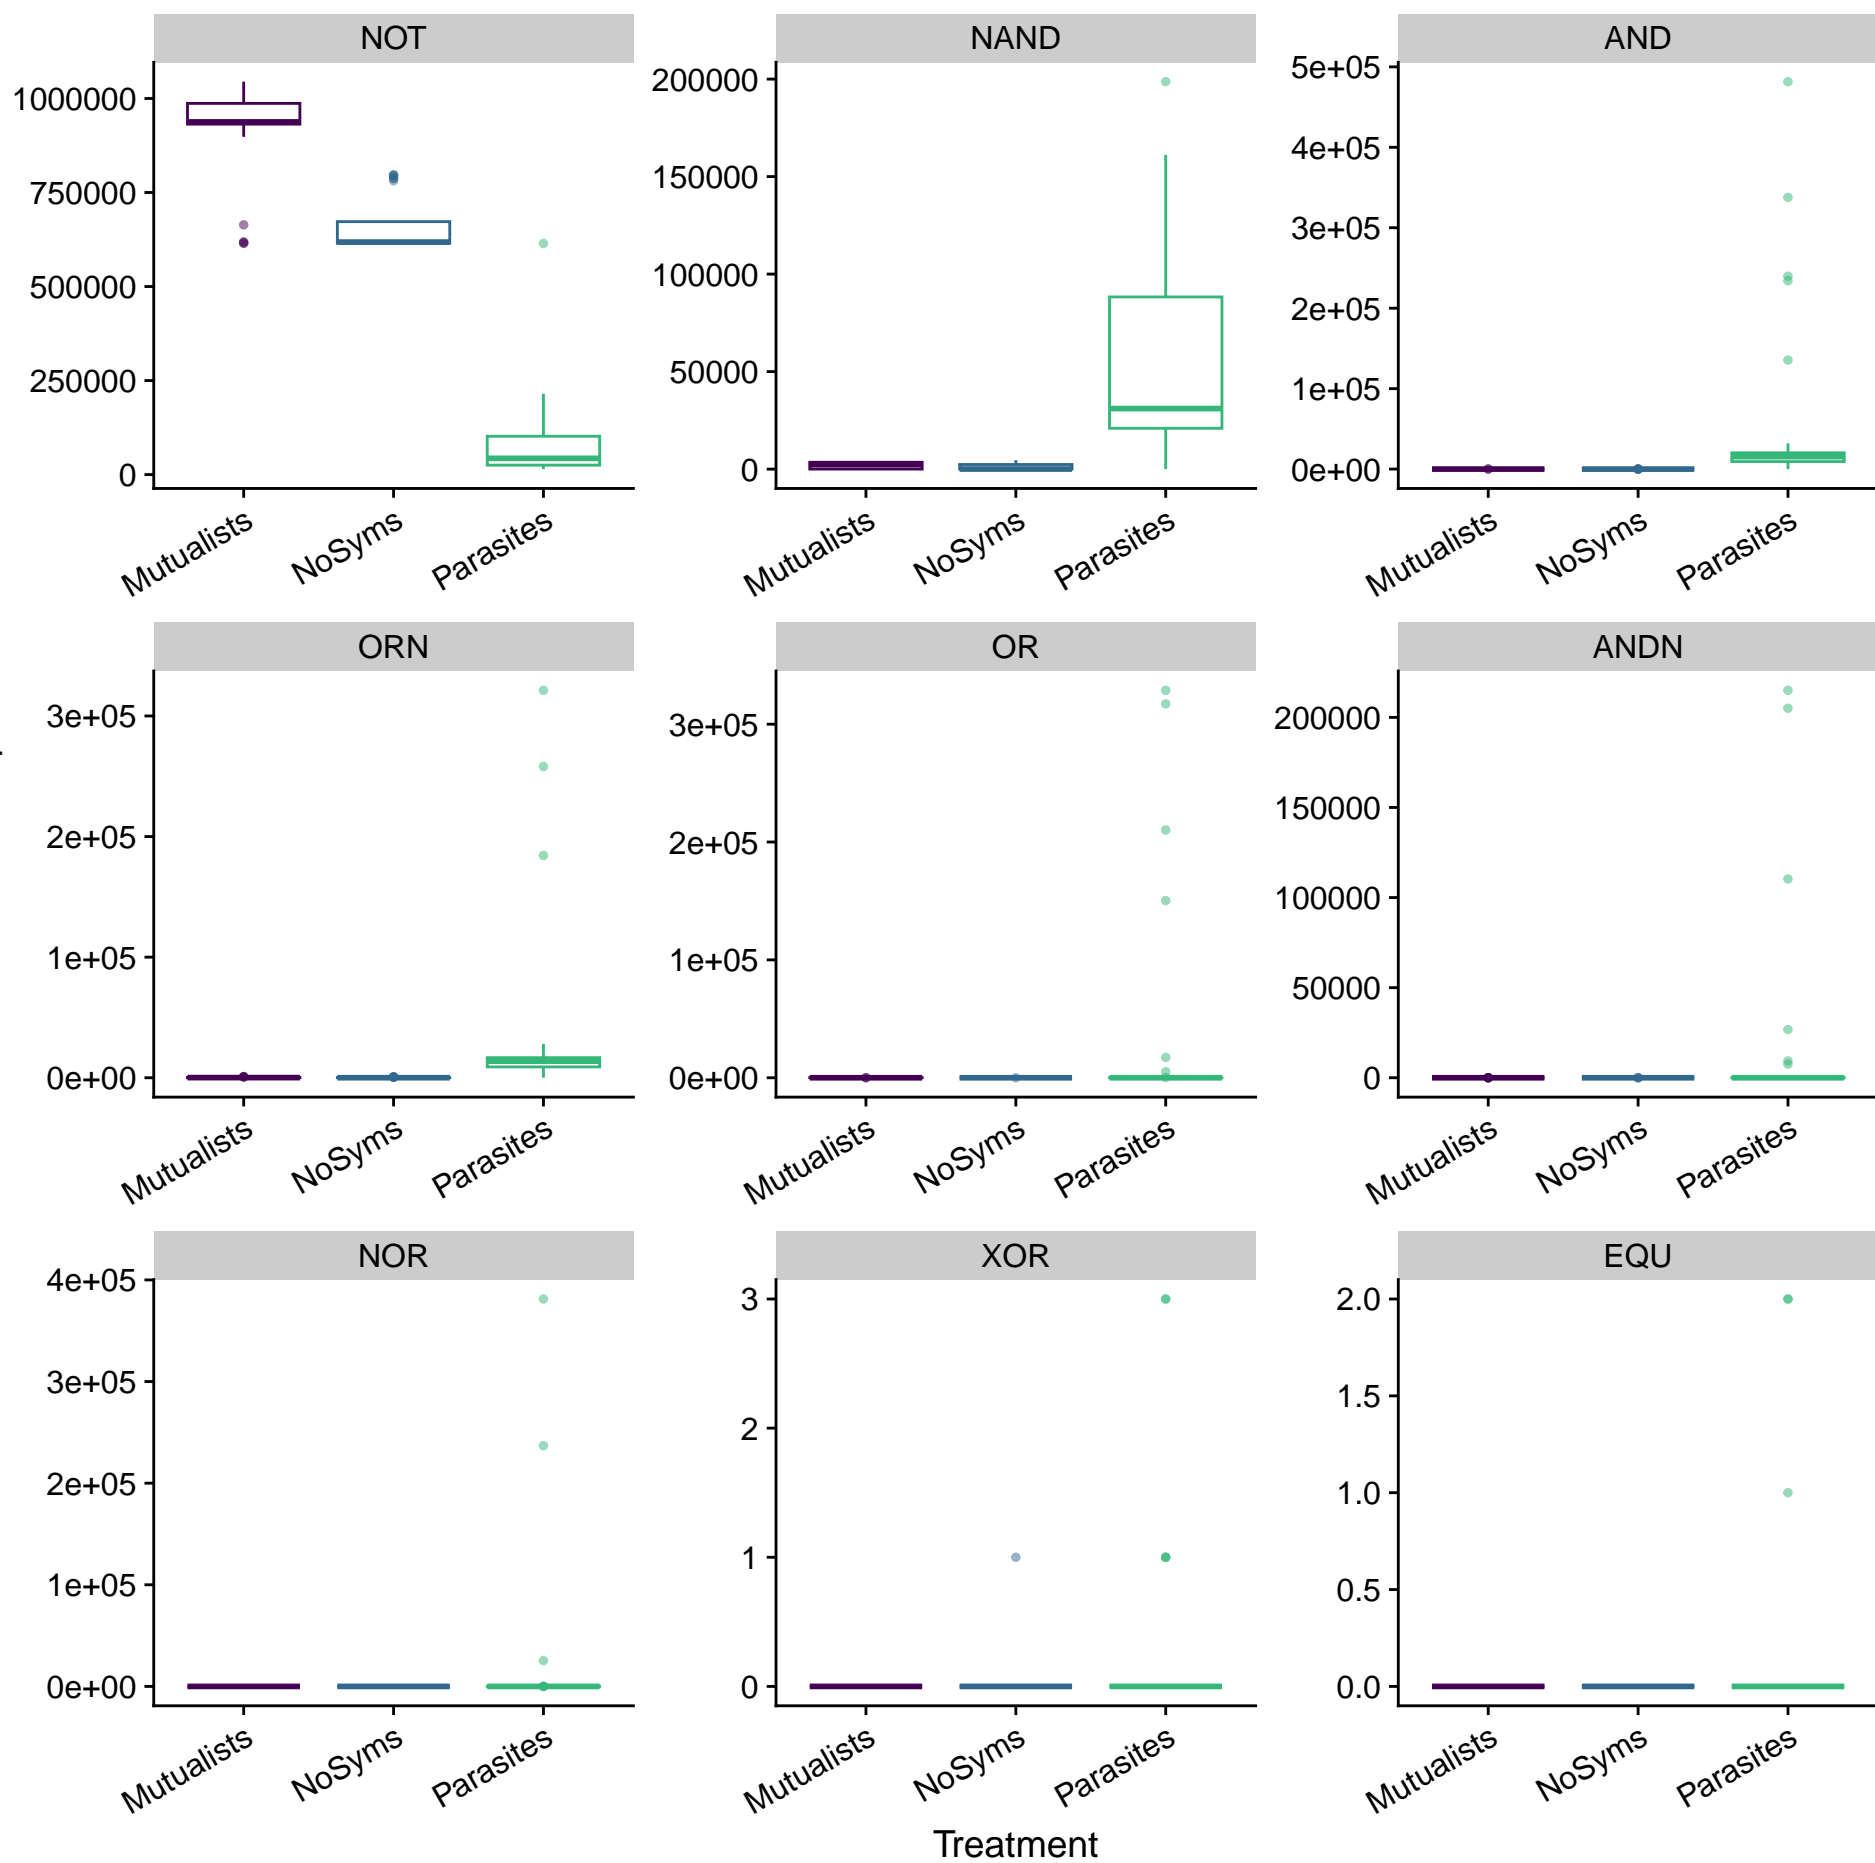 NOT
NAND
AND
1000000
750000
500000
250000
0
200000
150000
100000
50000
0
5e+05
4e+05
3e+05
2e+05
1e+05
0e+00
Mutualists
NoSyms
Parasites
Mutualists
NoSyms
Parasites
Mutualists
NoSyms
Parasites
ORN
OR
ANDN
3e+05
2e+05
1e+05
0e+00
3e+05
2e+05
1e+05
0e+00
200000
150000
100000
50000
0
Mutualists
NoSyms
Parasites
Mutualists
NoSyms
Parasites
Mutualists
NoSyms
Parasites
NOR
XOR
EQU
4e+05
3e+05
2e+05
1e+05
0e+00
3
2
1
0
2.0
1.5
1.0
0.5
0.0
Mutualists
NoSyms
Parasites
Mutualists
NoSyms
Parasites
Mutualists
NoSyms
Parasites
Treatment